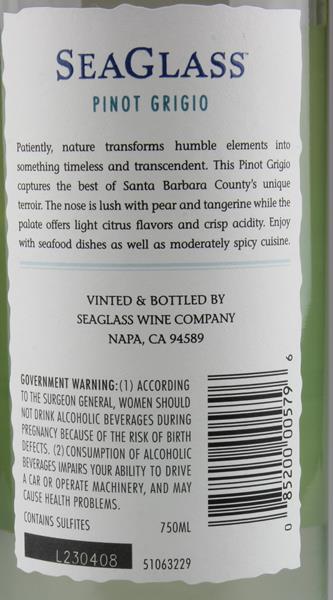 SEAGLASS
PINOT GRIGIO
Patiently, nature transforms humble elements into
something timeless and transcendent. This Pinot Grigio
captures the best of Santa Barbara County's unique
terroir. The nose is lush with pear and tangerine while the
palate offers light citrus flavors and crisp acidity. Enjoy
with seafood dishes as well as moderately spicy cuisine.
VINTED & BOTTLED BY
SEAGLASS WINE COMPANY
NAPA, CA 94589
GOVERNMENT WARNING: (1) ACCORDING
TO THE SURGEON GENERAL, WOMEN SHOULD
NOT DRINK ALCOHOLIC BEVERAGES DURING
PREGNANCY BECAUSE OF THE RISK OF BIRTH
DEFECTS. (2) CONSUMPTION OF ALCOHOLIC
BEVERAGES IMPAIRS YOUR ABILITY TO DRIVE
A CAR OR OPERATE MACHINERY, AND MAY
CAUSE HEALTH PROBLEMS.
CONTAINS SULFITES 750ML
L230408 51063229
0 85200 00579 6